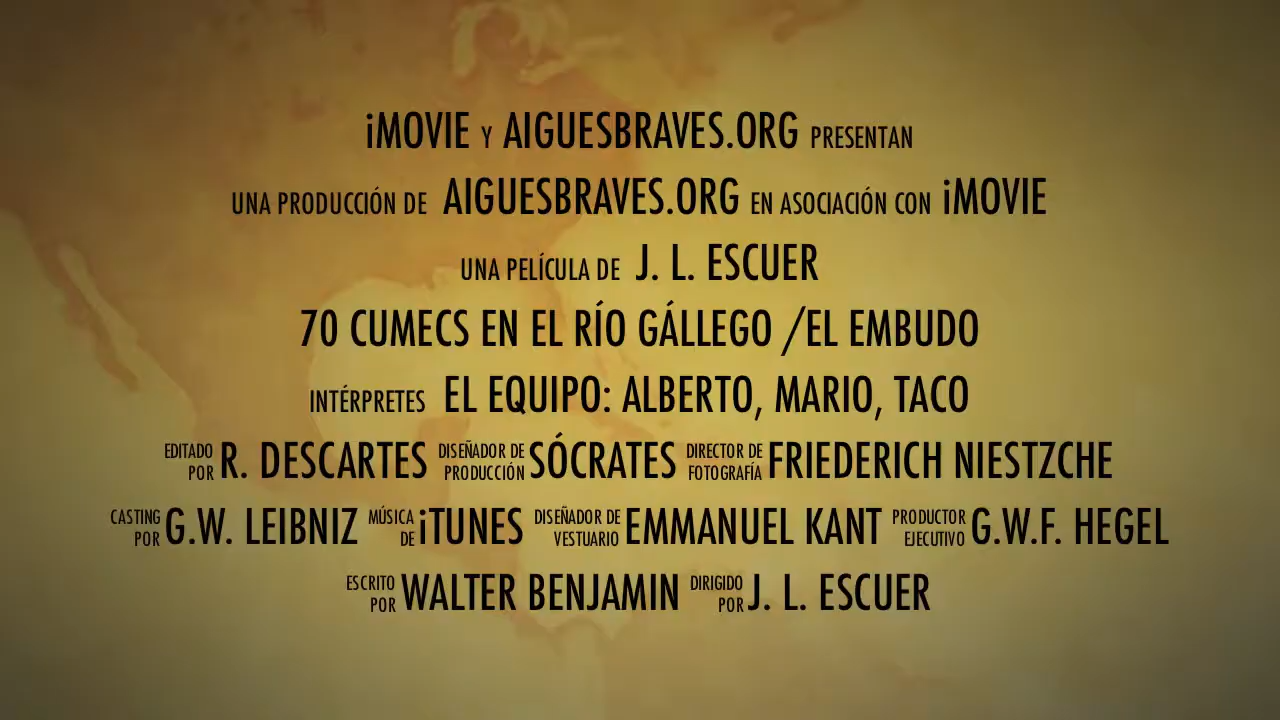 iMOVIE Y AIGUESBRAVES.ORG PRESENTAN
UNA PRODUCCIÓN DE AIGUESBRAVES.ORG EN ASOCIACIÓN CON iMOVIE
UNA PELÍCULA DE J. L. ESCUER
70 CUMECS EN EL RÍO GÁLLEGO /EL EMBUDO
INTÉRPRETES EL EQUIPO: ALBERTO, MARIO, TACO
EDITADO POR R. DESCARTES DISEÑADOR DE PRODUCCIÓN SÓCRATES DIRECTOR DE FOTOGRAFÍA FRIEDERICH NIESTZCHE
CASTING POR G.W. LEIBNIZ MÚSICA DE iTUNES DISEÑADOR DE VESTUARIO EMMANUEL KANT PRODUCTOR EJECUTIVO G.W.F. HEGEL
ESCRITO POR WALTER BENJAMIN DIRIGIDO POR J. L. ESCUER